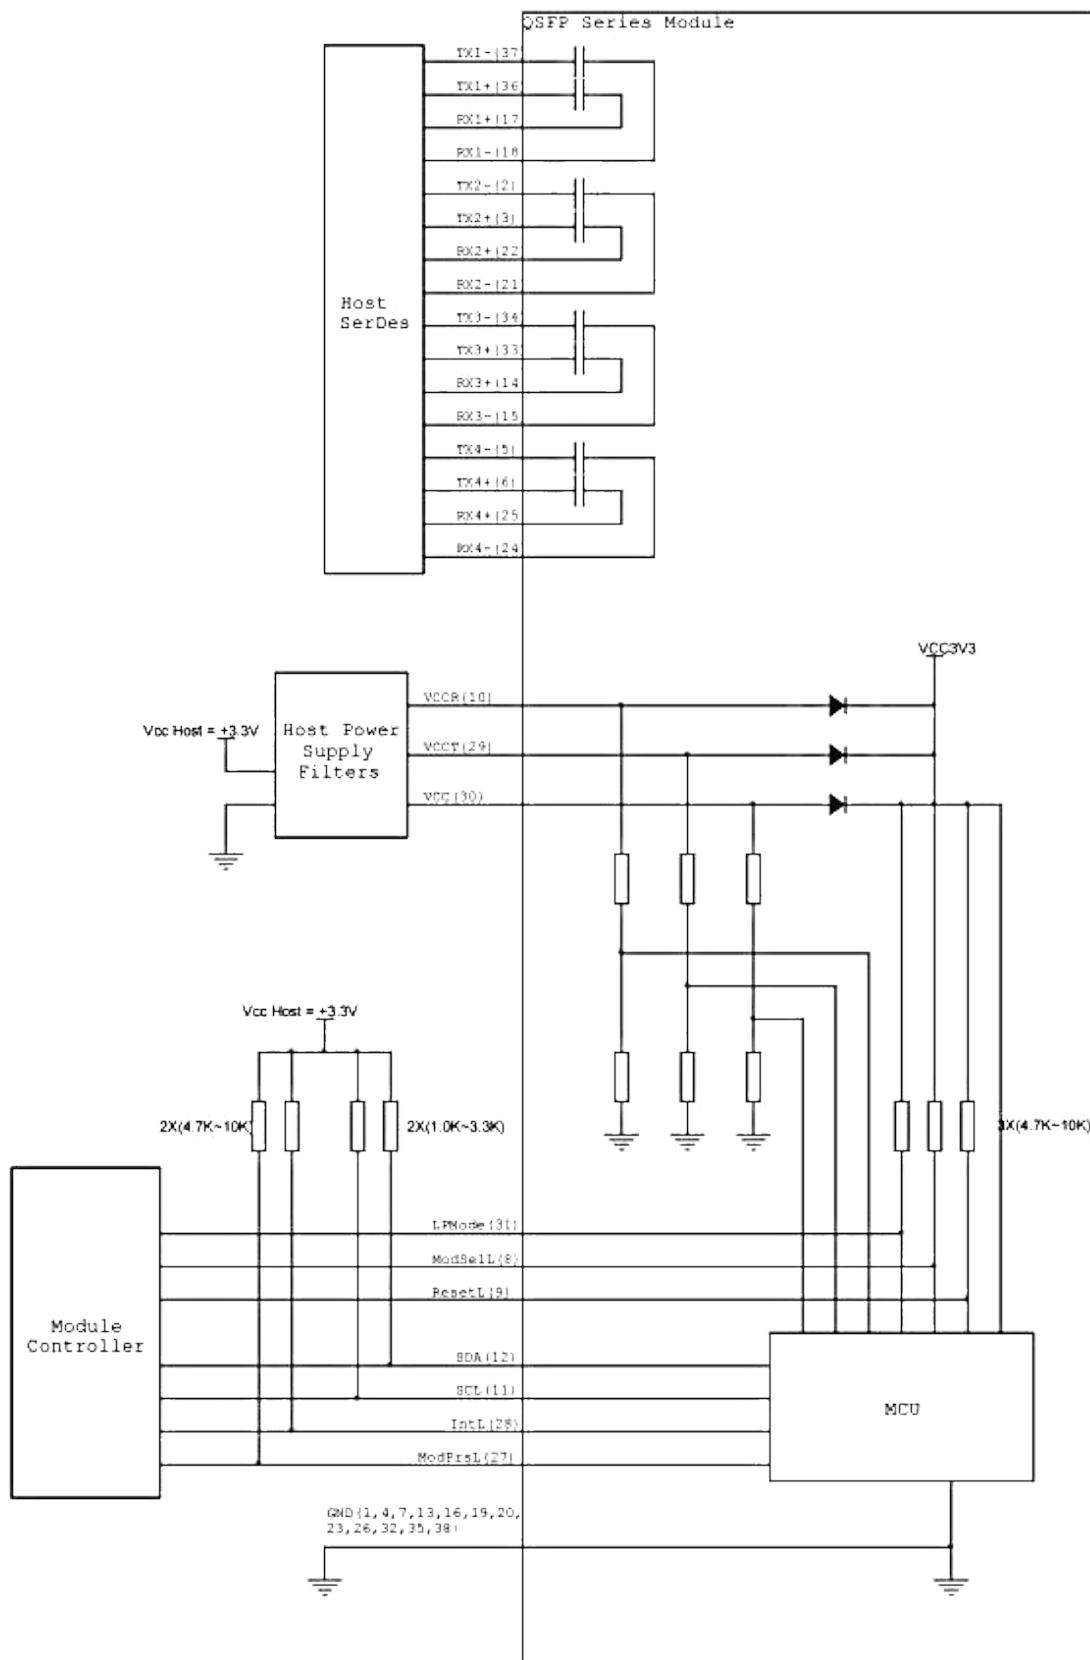 QSFP Series Module
TX1-(37)
TX1+(36
RX1+(17
RX1-(18
TX2-(2)
TX2+(3)
RX2+(22
RX2-(21
Host
SerDes
TX3-(34
TX3+(33
RX3+(14
RX3-(15
TX4-(5)
TX4+(6)
RX4+(25
RX4-(24
VCC3V3
VCCR(10)
Vcc Host = +3.3V
Host Power
Supply
Filters
VCCT(29)
VCC(30)
Vcc Host = +3.3V
2X(4.7K~10K)
2X(1.0K~3.3K)
3X(4.7K~10K)
LPMode(31)
ModSelL(8)
ResetL(9)
Module
Controller
SDA(12)
SCL(11)
MCU
IntL(28)
ModPrsL(27)
GND(1,4,7,13,16,19,20,
23,26,32,35,38)